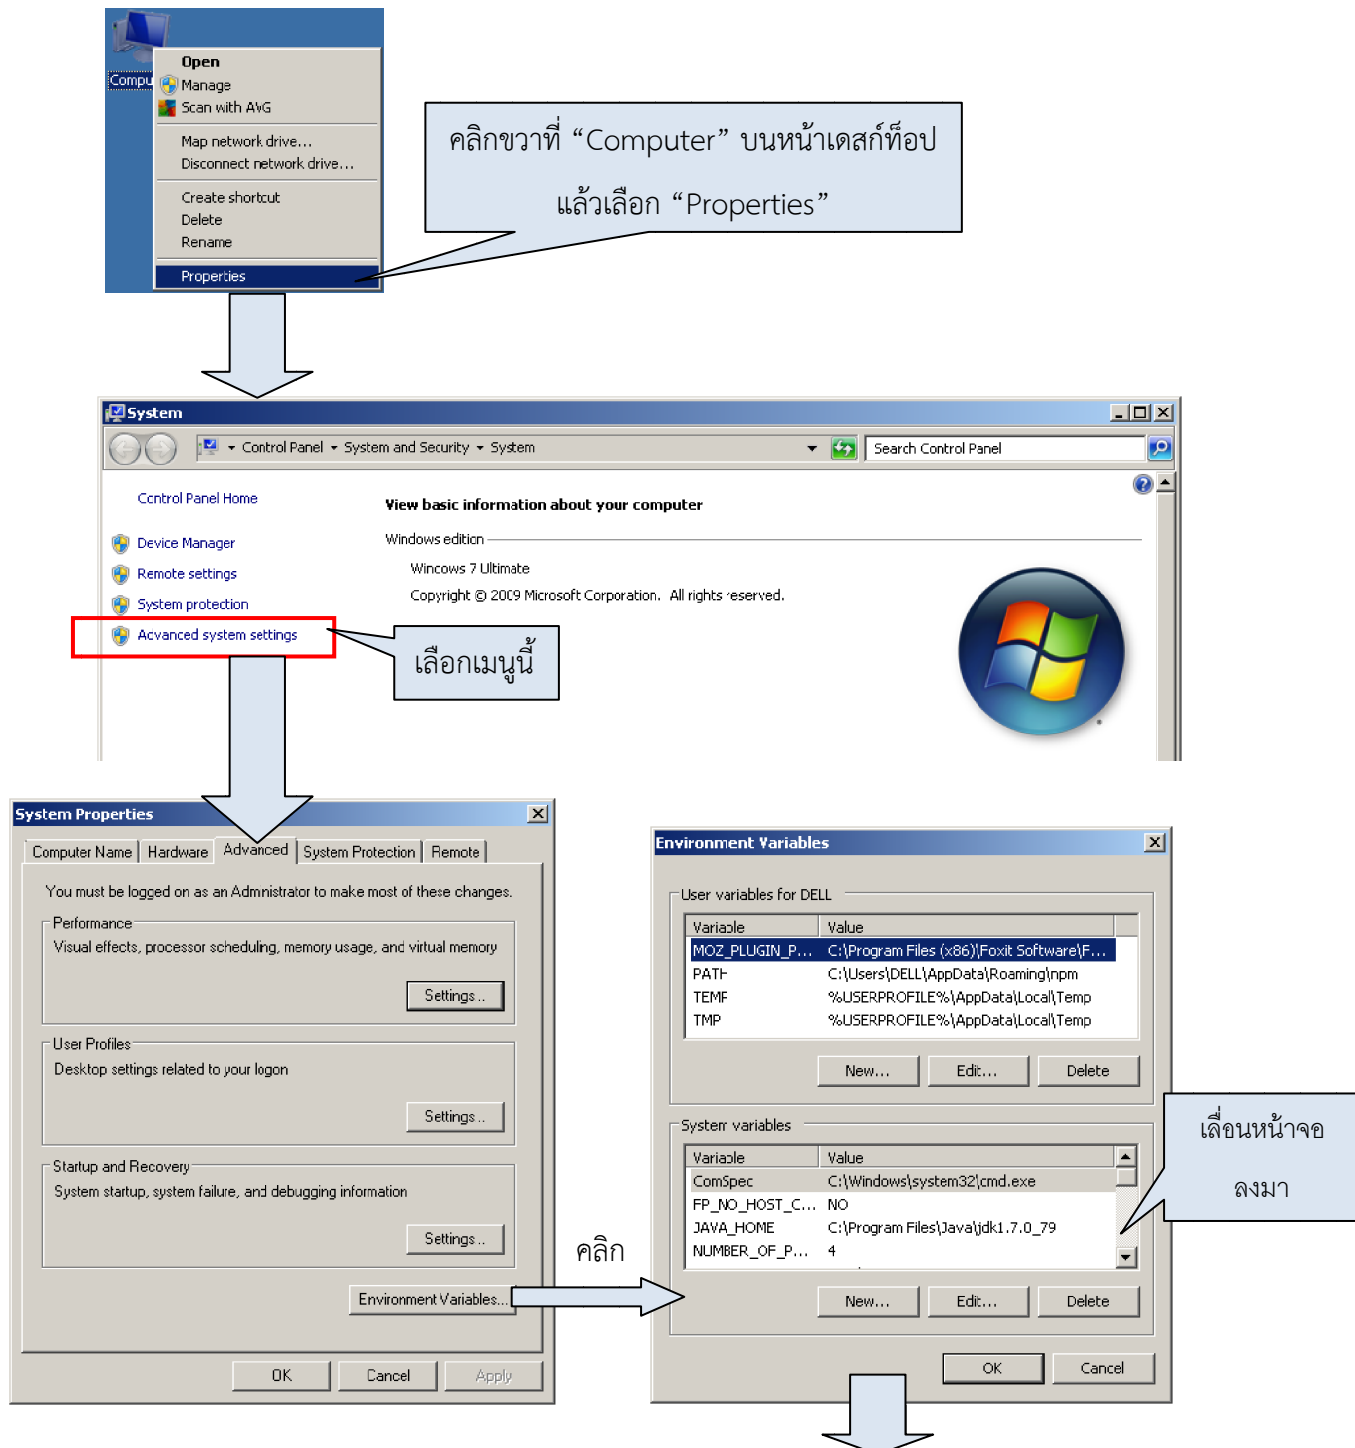 Open
Compu
Manage
Scan with AVG
Map network drive...
Disconnect network drive...
Create shortcut
Delete
Rename
Properties
คลิกขวาที่ “Computer” บนหน้าเดสก์ท็อป
แล้วเลือก “Properties”
System
Control Panel System and Security System
Search Control Panel
Control Panel Home
View basic information about your computer
Device Manager
Windows edition
Remote settings
Windows 7 Ultimate
System protection
Copyright © 2009 Microsoft Corporation. All rights reserved.
Advanced system settings
เลือกเมนูนี้
System Properties
Computer Name Hardware Advanced System Protection Remote
You must be logged on as an Administrator to make most of these changes.
Performance
Visual effects, processor scheduling, memory usage, and virtual memory
Settings...
User Profiles
Desktop settings related to your logon
Settings...
Startup and Recovery
System startup, system failure, and debugging information
Settings...
Environment Variables...
OK Cancel Apply
คลิก
Environment Variables
User variables for DELL
Variable Value
MOZ_PLUGIN_P... C:\Program Files (x86)\Foxit Software\F...
PATH C:\Users\DELL\AppData\Roaming\npm
TEMP %USERPROFILE%\AppData\Local\Temp
TMP %USERPROFILE%\AppData\Local\Temp
New... Edit... Delete
System variables
Variable Value
ComSpec C:\Windows\system32\cmd.exe
FP_NO_HOST_C... NO
JAVA_HOME C:\Program Files\Java\jdk1.7.0_79
NUMBER_OF_P... 4
New... Edit... Delete
OK Cancel
เลื่อนหน้าจอ
ลงมา